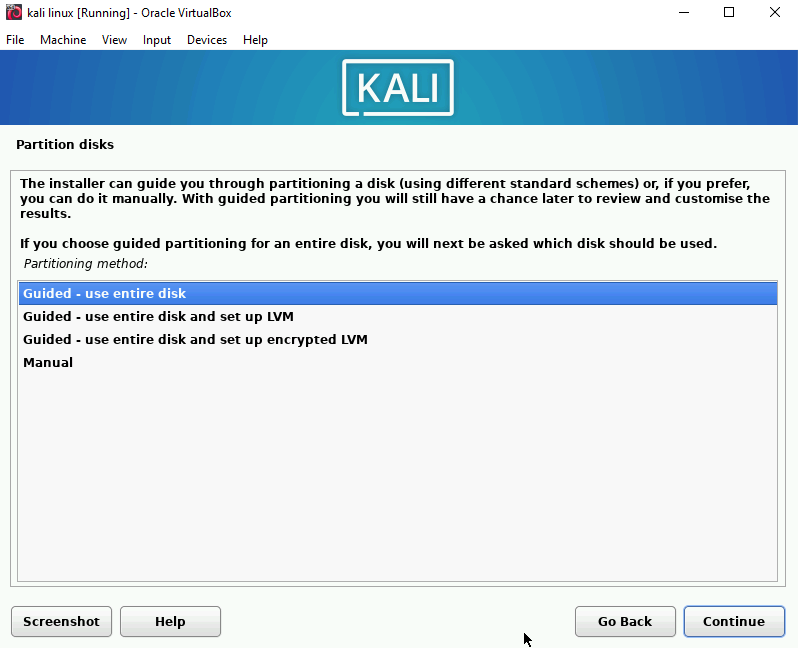 kali linux [Running] - Oracle VirtualBox
File Machine View Input Devices Help
KALI
Partition disks
The installer can guide you through partitioning a disk (using different standard schemes) or, if you prefer,
you can do it manually. With guided partitioning you will still have a chance later to review and customise the
results.
If you choose guided partitioning for an entire disk, you will next be asked which disk should be used.
Partitioning method:
Guided - use entire disk
Guided - use entire disk and set up LVM
Guided - use entire disk and set up encrypted LVM
Manual
Screenshot Help Go Back Continue